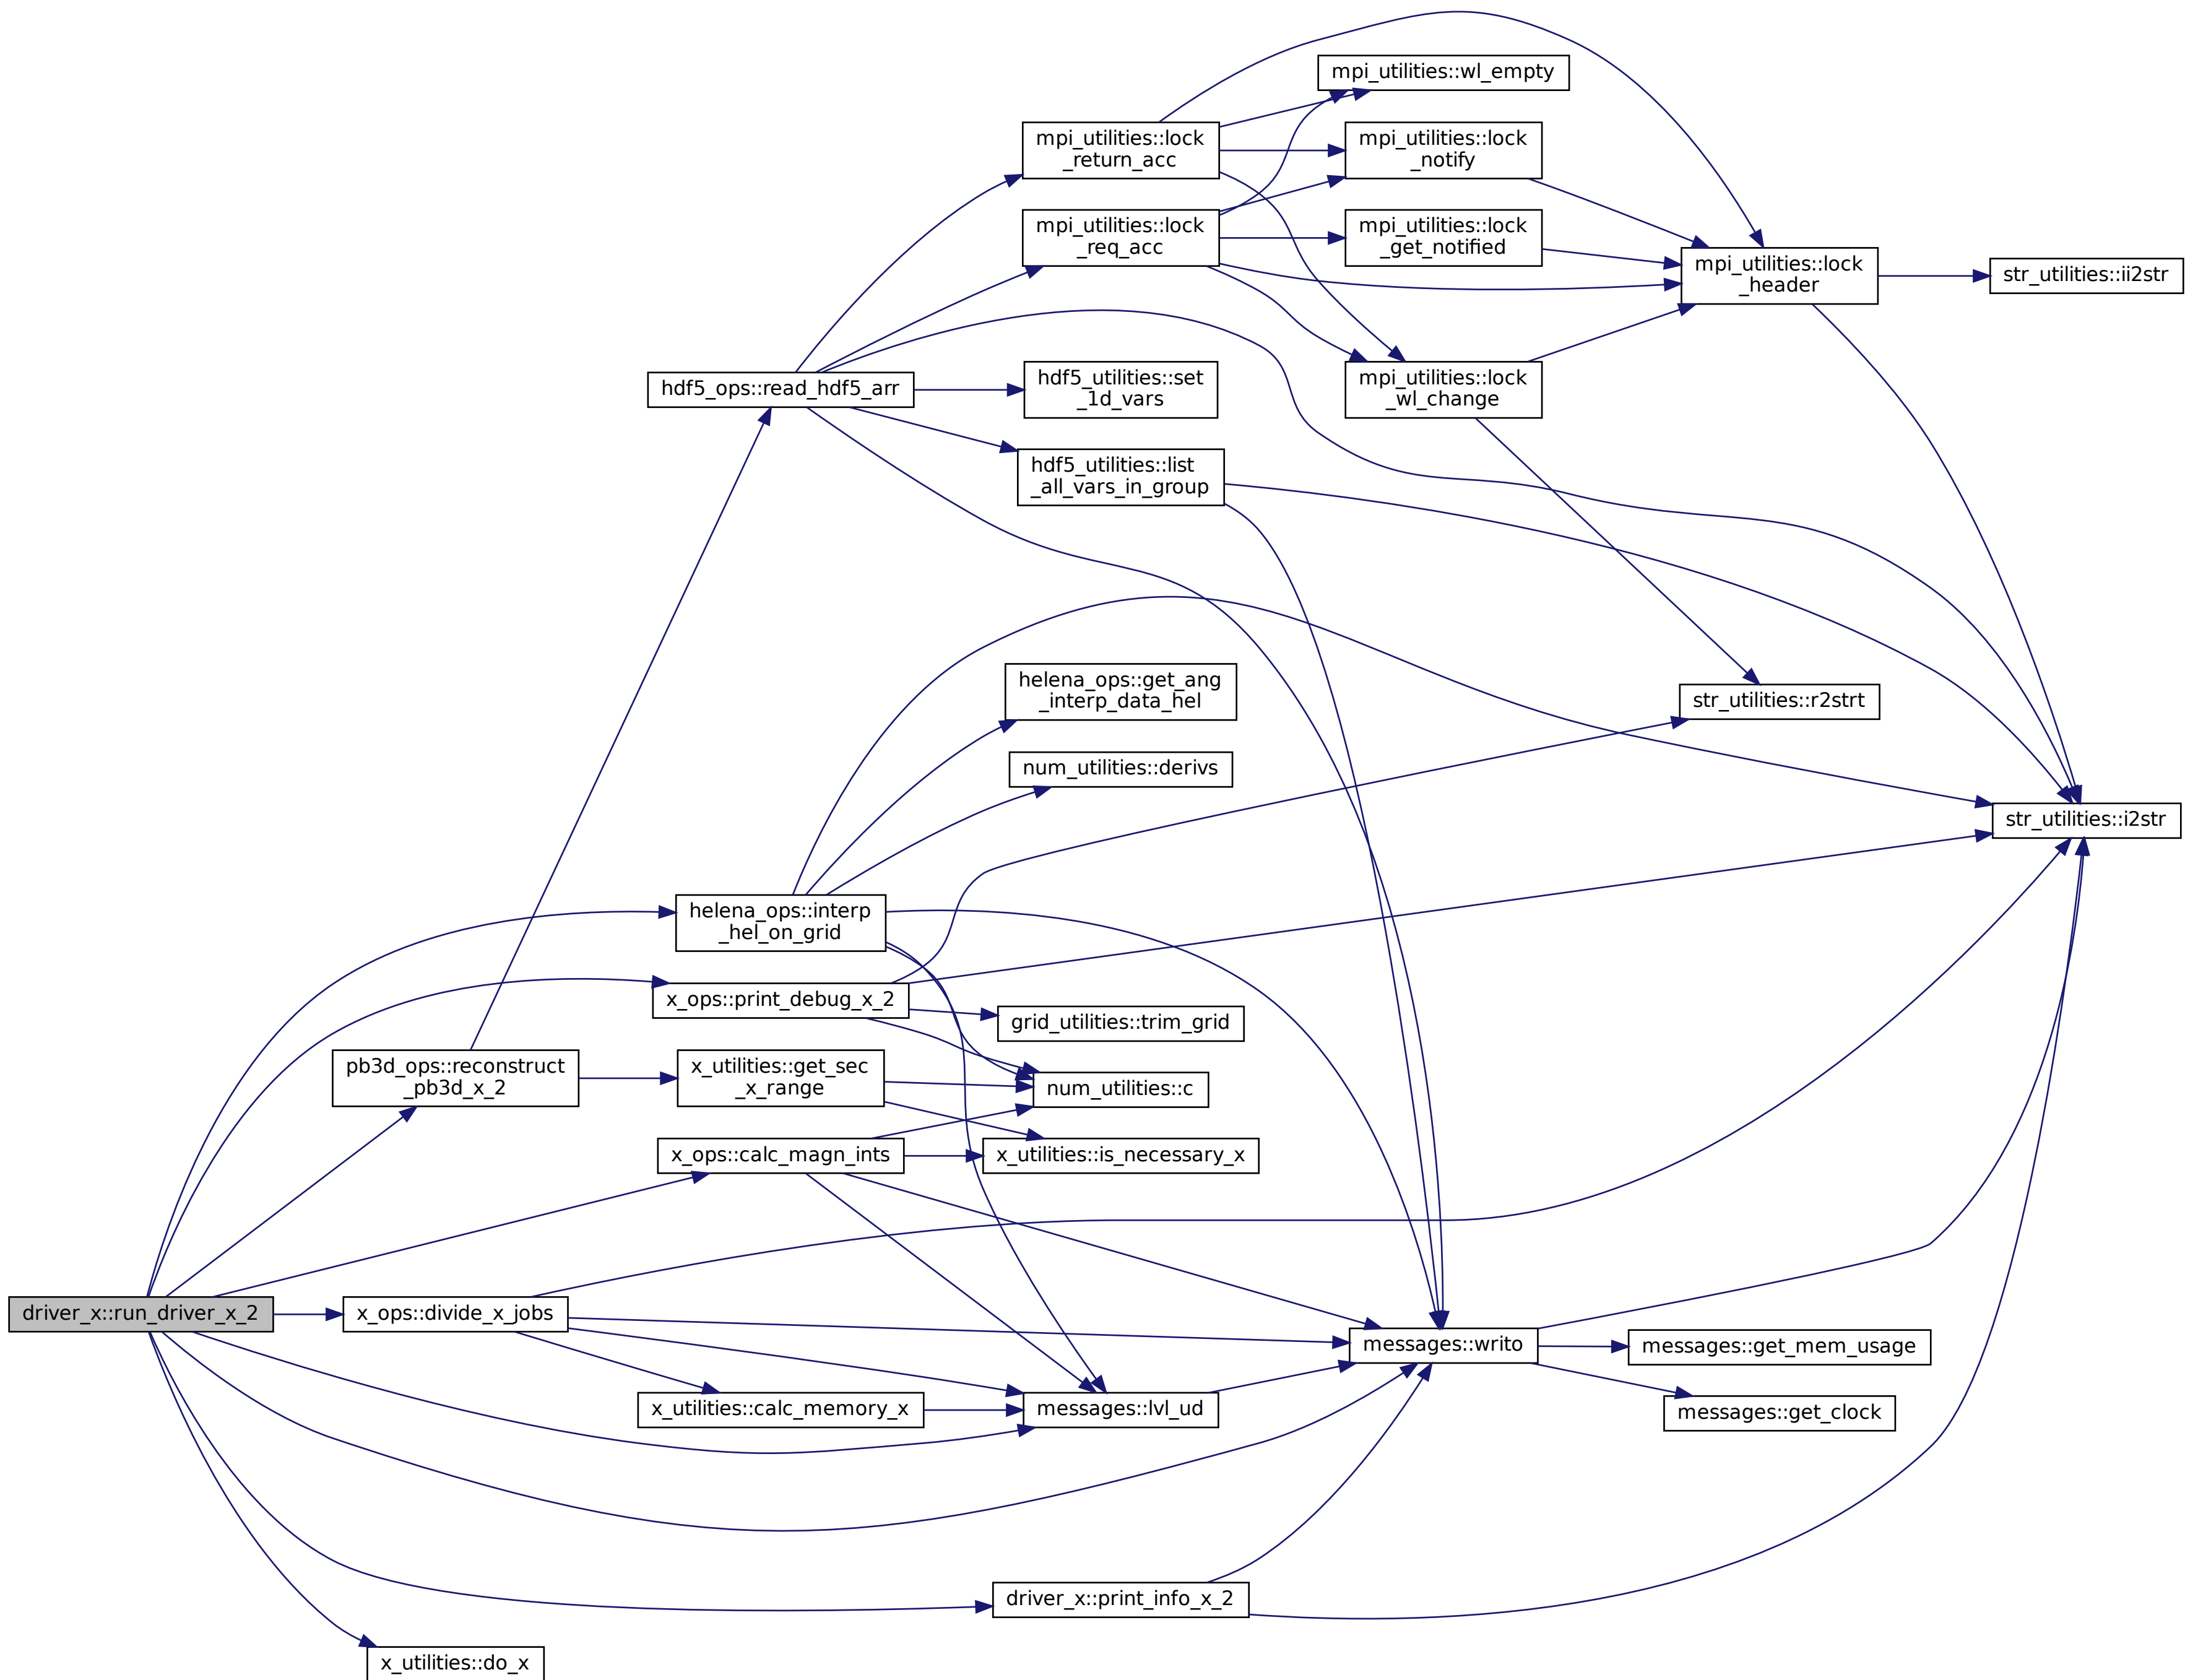 mpi_utilities::wl_empty
mpi_utilities::lock
_return_acc
mpi_utilities::lock
_notify
mpi_utilities::lock
_req_acc
mpi_utilities::lock
_get_notified
mpi_utilities::lock
_header
str_utilities::ii2str
hdf5_ops::read_hdf5_arr
hdf5_utilities::set
_1d_vars
mpi_utilities::lock
_wl_change
hdf5_utilities::list
_all_vars_in_group
helena_ops::get_ang
_interp_data_hel
str_utilities::r2strt
num_utilities::derivs
str_utilities::i2str
helena_ops::interp
_hel_on_grid
x_ops::print_debug_x_2
grid_utilities::trim_grid
pb3d_ops::reconstruct
_pb3d_x_2
x_utilities::get_sec
_x_range
num_utilities::c
x_ops::calc_magn_ints
x_utilities::is_necessary_x
driver_x::run_driver_x_2
x_ops::divide_x_jobs
messages::writo
messages::get_mem_usage
x_utilities::calc_memory_x
messages::lvl_ud
messages::get_clock
driver_x::print_info_x_2
x_utilities::do_x